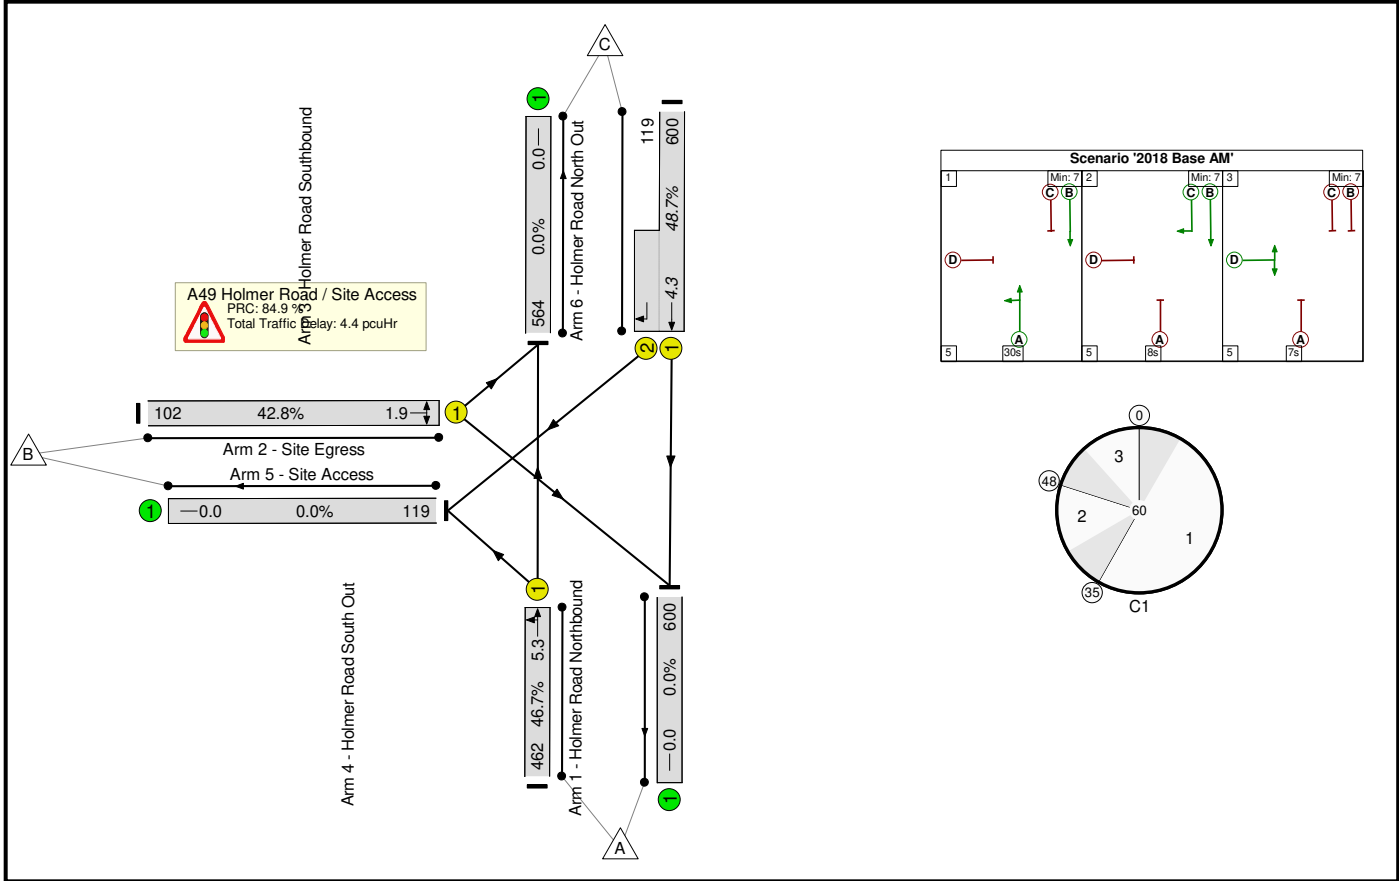 C
1
0.0
0.0%
564
Arm 6 - Holmer Road North Out
119
600
48.7%
4.3
2
1
Arm 3 - Holmer Road Southbound
A49 Holmer Road / Site Access
PRC: 84.9 %
Total Traffic Delay: 4.4 pcuHr
102 42.8% 1.9
1
Arm 2 - Site Egress
B
Arm 5 - Site Access
1
0.0 0.0% 119
1
5.3
46.7%
462
Arm 1 - Holmer Road Northbound
Arm 4 - Holmer Road South Out
600
0.0%
0.0
1
A
Scenario '2018 Base AM'
1 Min: 7 2 Min: 7 3 Min: 7
C B C B C B
D D D
A A A
5 30s 5 8s 5 7s
0
3
48
2
60
1
35
C1